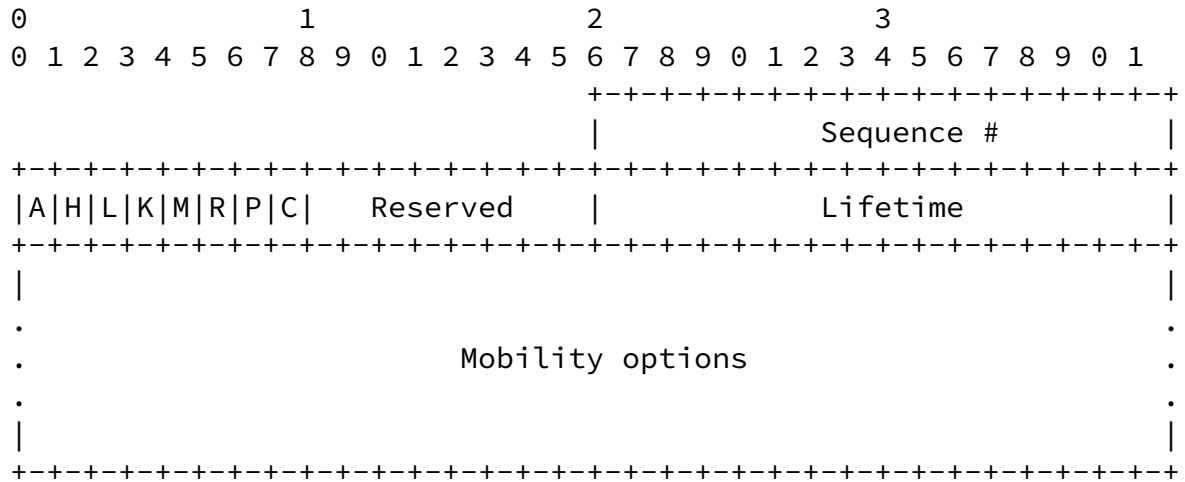 0                   1                   2                   3
0 1 2 3 4 5 6 7 8 9 0 1 2 3 4 5 6 7 8 9 0 1 2 3 4 5 6 7 8 9 0 1
                                +-+-+-+-+-+-+-+-+-+-+-+-+-+-+-+-+
                                |          Sequence #           |
+-+-+-+-+-+-+-+-+-+-+-+-+-+-+-+-+-+-+-+-+-+-+-+-+-+-+-+-+-+-+-+-+
|A|H|L|K|M|R|P|C|   Reserved    |            Lifetime           |
+-+-+-+-+-+-+-+-+-+-+-+-+-+-+-+-+-+-+-+-+-+-+-+-+-+-+-+-+-+-+-+-+
|                                                               |
.                                                               .
.                        Mobility options                       .
.                                                               .
|                                                               |
+-+-+-+-+-+-+-+-+-+-+-+-+-+-+-+-+-+-+-+-+-+-+-+-+-+-+-+-+-+-+-+-+